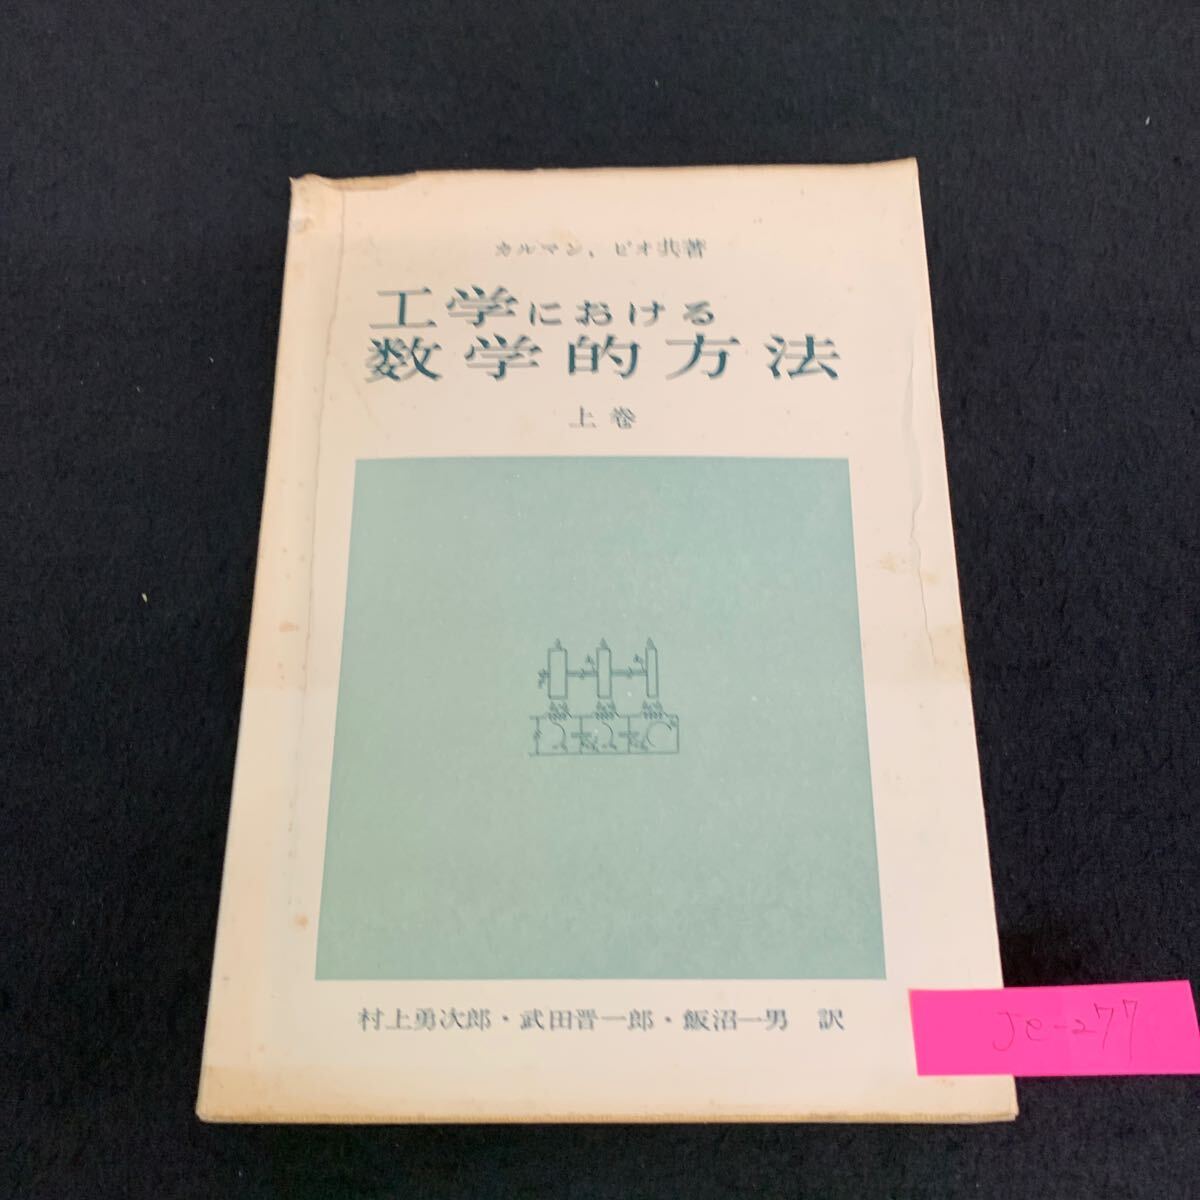 カルマン, ビオ共著
工学における
数学的方法
上巻
村上勇次郎・武田晋一郎・飯沼一男 訳
Je-277